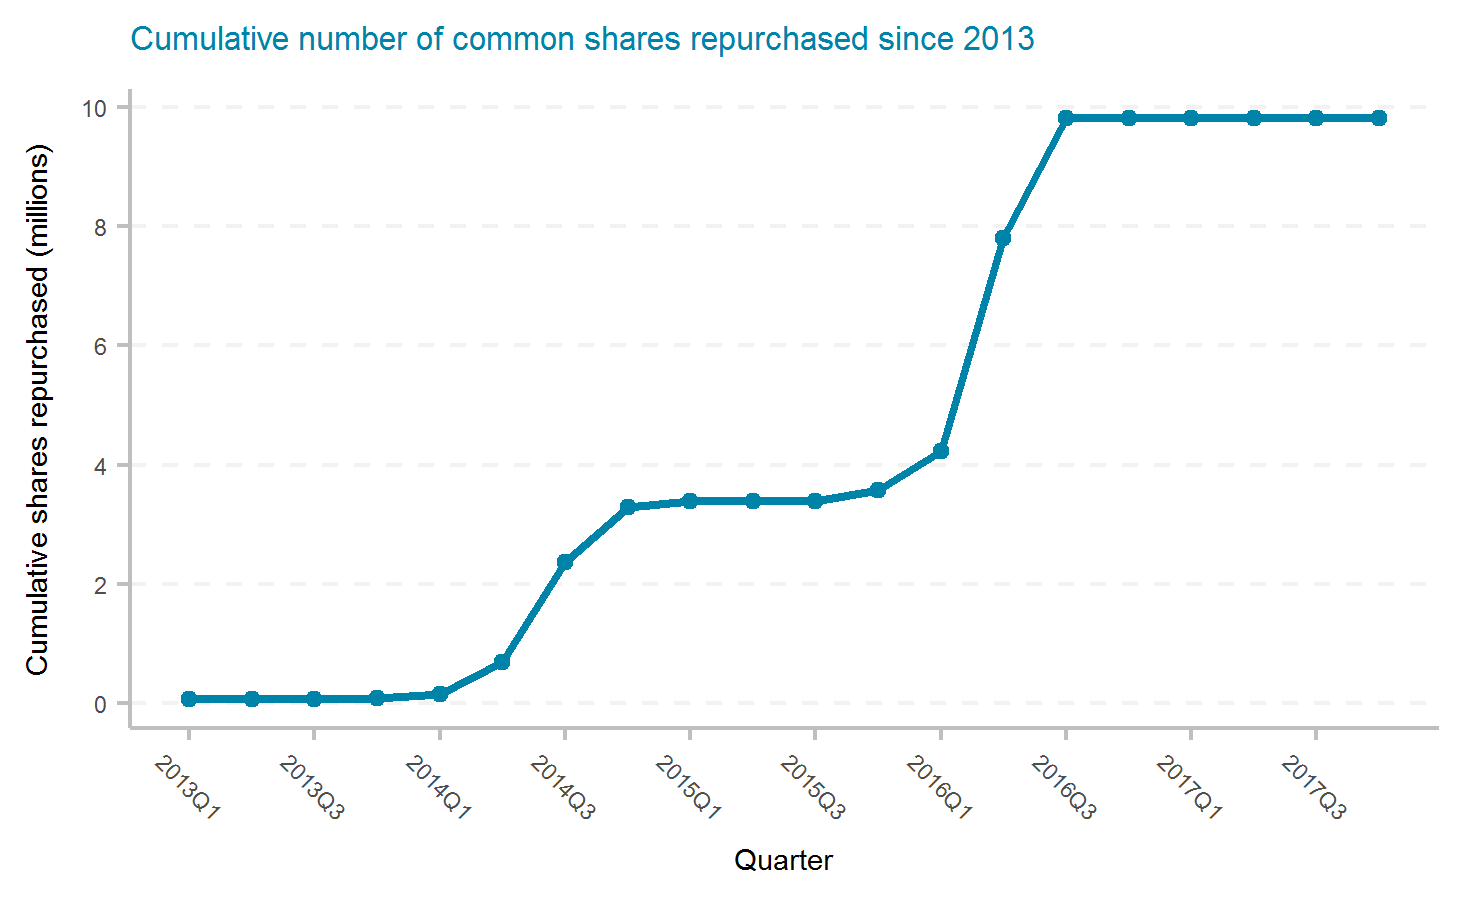 Cumulative number of common shares repurchased since 2013
Cumulative shares repurchased (millions)
10
8
6
4
2
0
2013Q1
2013Q3
2014Q1
2014Q3
2015Q1
2015Q3
2016Q1
2016Q3
2017Q1
2017Q3
Quarter